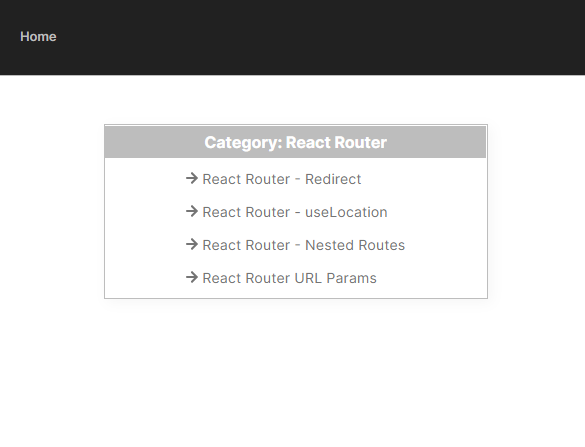 Home
Category: React Router
→ React Router - Redirect
→ React Router - useLocation
→ React Router - Nested Routes
→ React Router URL Params